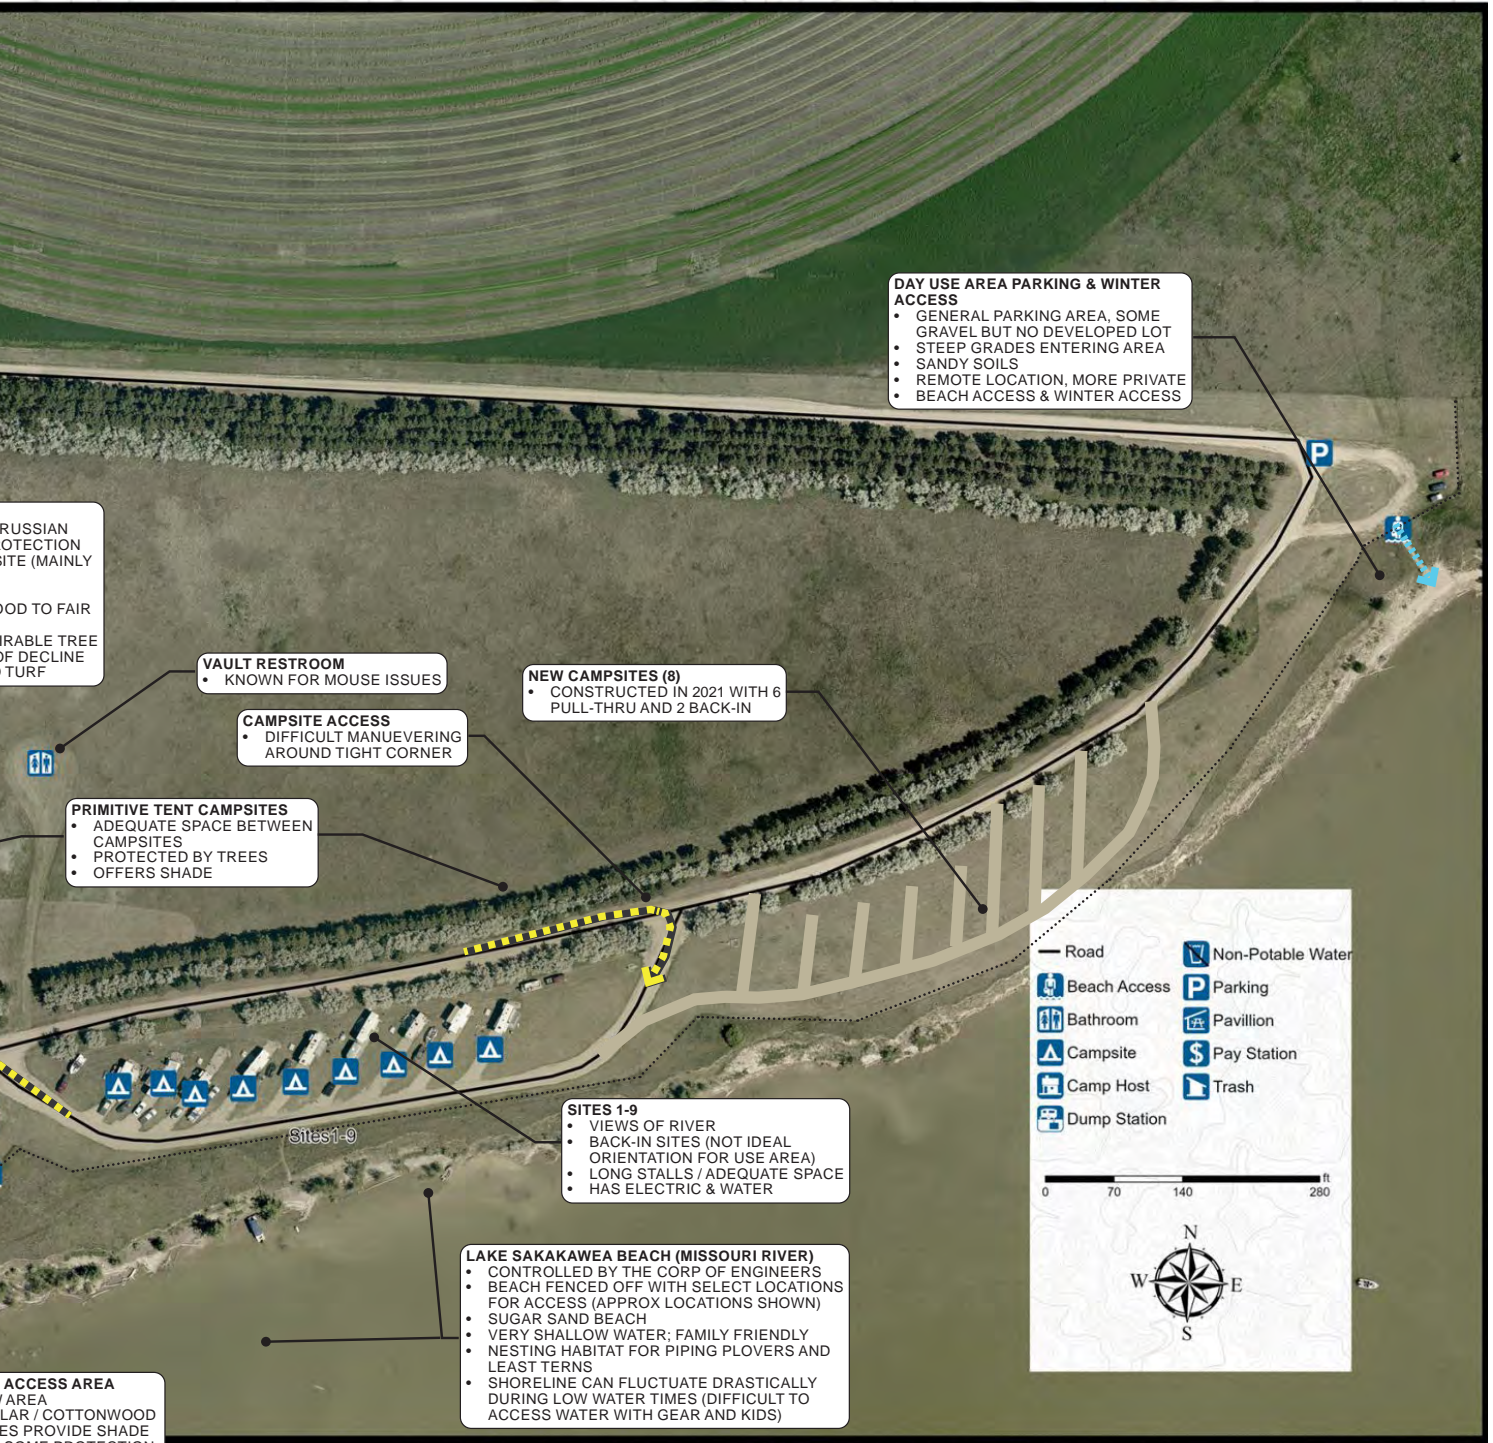 DAY USE AREA PARKING & WINTER
ACCESS
• GENERAL PARKING AREA, SOME
GRAVEL BUT NO DEVELOPED LOT
• STEEP GRADES ENTERING AREA
• SANDY SOILS
• REMOTE LOCATION, MORE PRIVATE
• BEACH ACCESS & WINTER ACCESS
P
RUSSIAN
OTECTION
SITE (MAINLY
OOD TO FAIR
IRABLE TREE
OF DECLINE
TURF
VAULT RESTROOM
• KNOWN FOR MOUSE ISSUES
NEW CAMPSITES (8)
• CONSTRUCTED IN 2021 WITH 6
PULL-THRU AND 2 BACK-IN
CAMPSITE ACCESS
• DIFFICULT MANUEVERING
AROUND TIGHT CORNER
PRIMITIVE TENT CAMPSITES
• ADEQUATE SPACE BETWEEN
CAMPSITES
• PROTECTED BY TREES
• OFFERS SHADE
Sites1-9
SITES 1-9
• VIEWS OF RIVER
• BACK-IN SITES (NOT IDEAL
ORIENTATION FOR USE AREA)
• LONG STALLS / ADEQUATE SPACE
• HAS ELECTRIC & WATER
LAKE SAKAKAWEA BEACH (MISSOURI RIVER)
• CONTROLLED BY THE CORP OF ENGINEERS
• BEACH FENCED OFF WITH SELECT LOCATIONS
FOR ACCESS (APPROX LOCATIONS SHOWN)
• SUGAR SAND BEACH
• VERY SHALLOW WATER; FAMILY FRIENDLY
• NESTING HABITAT FOR PIPING PLOVERS AND
LEAST TERNS
• SHORELINE CAN FLUCTUATE DRASTICALLY
DURING LOW WATER TIMES (DIFFICULT TO
ACCESS WATER WITH GEAR AND KIDS)
ACCESS AREA
AREA
LAR / COTTONWOOD
ES PROVIDE SHADE
SOME PROTECTION
Road
Beach Access
Bathroom
Campsite
Camp Host
Dump Station
Non-Potable Water
P Parking
Pavillion
$ Pay Station
Trash
ft
0 70 140 280
N
W E
S